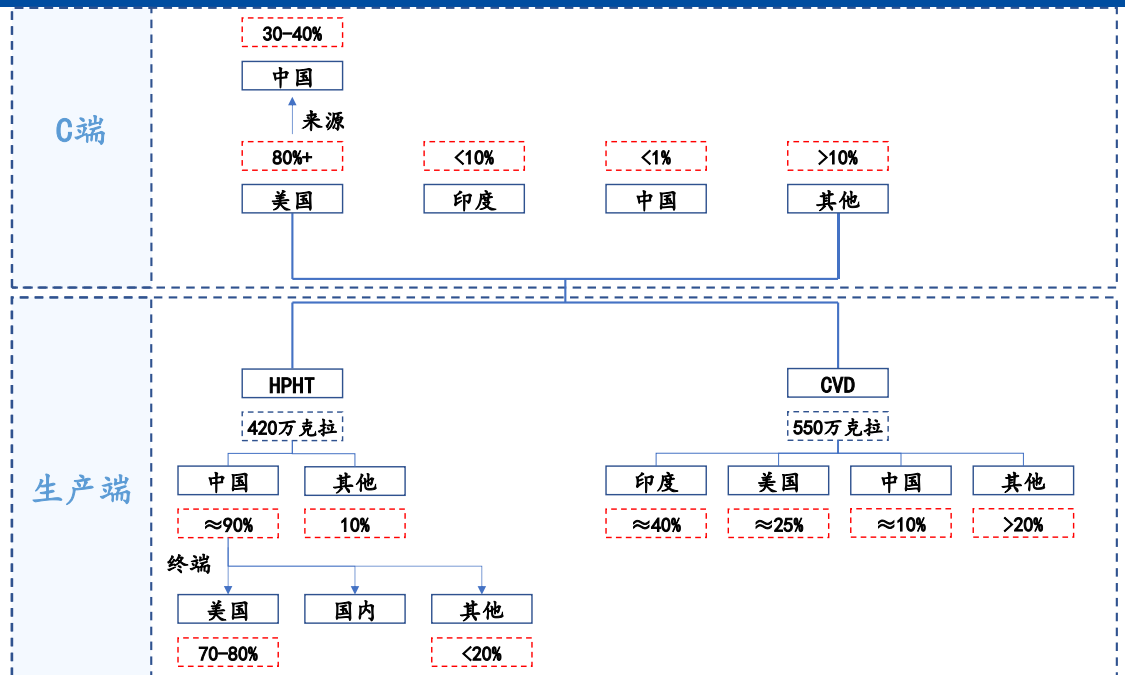 30-40%
中国
来源
C端
80%+ <10% <1% >10%
美国 印度 中国 其他
HPHT CVD
420万克拉 550万克拉
生产端
中国 其他 印度 美国 中国 其他
≈90% 10% ≈40% ≈25% ≈10% >20%
终端
美国 国内 其他
70-80% <20%